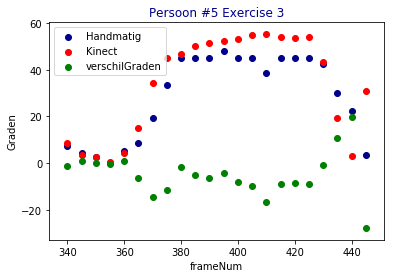 Persoon #5 Exercise 3
Handmatig
Kinect
verschilGraden
Graden
60
40
20
0
−20
340
360
380
400
420
440
frameNum